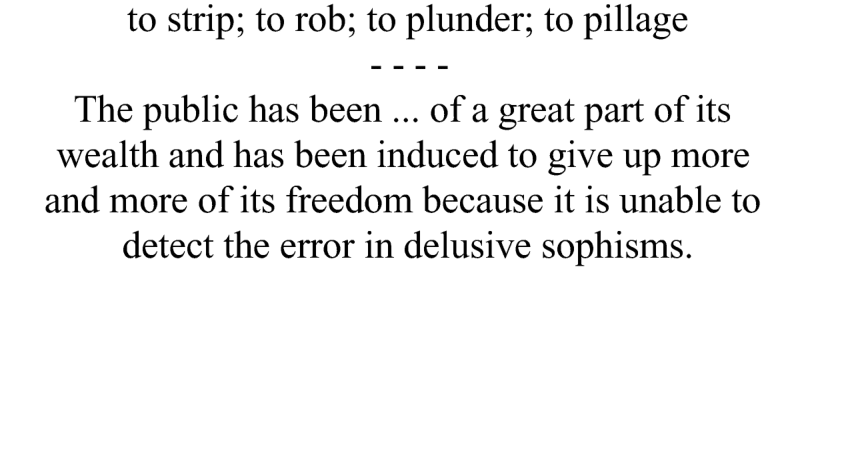 to strip; to rob; to plunder; to pillage
- - - -
The public has been ... of a great part of its
wealth and has been induced to give up more
and more of its freedom because it is unable to
detect the error in delusive sophisms.